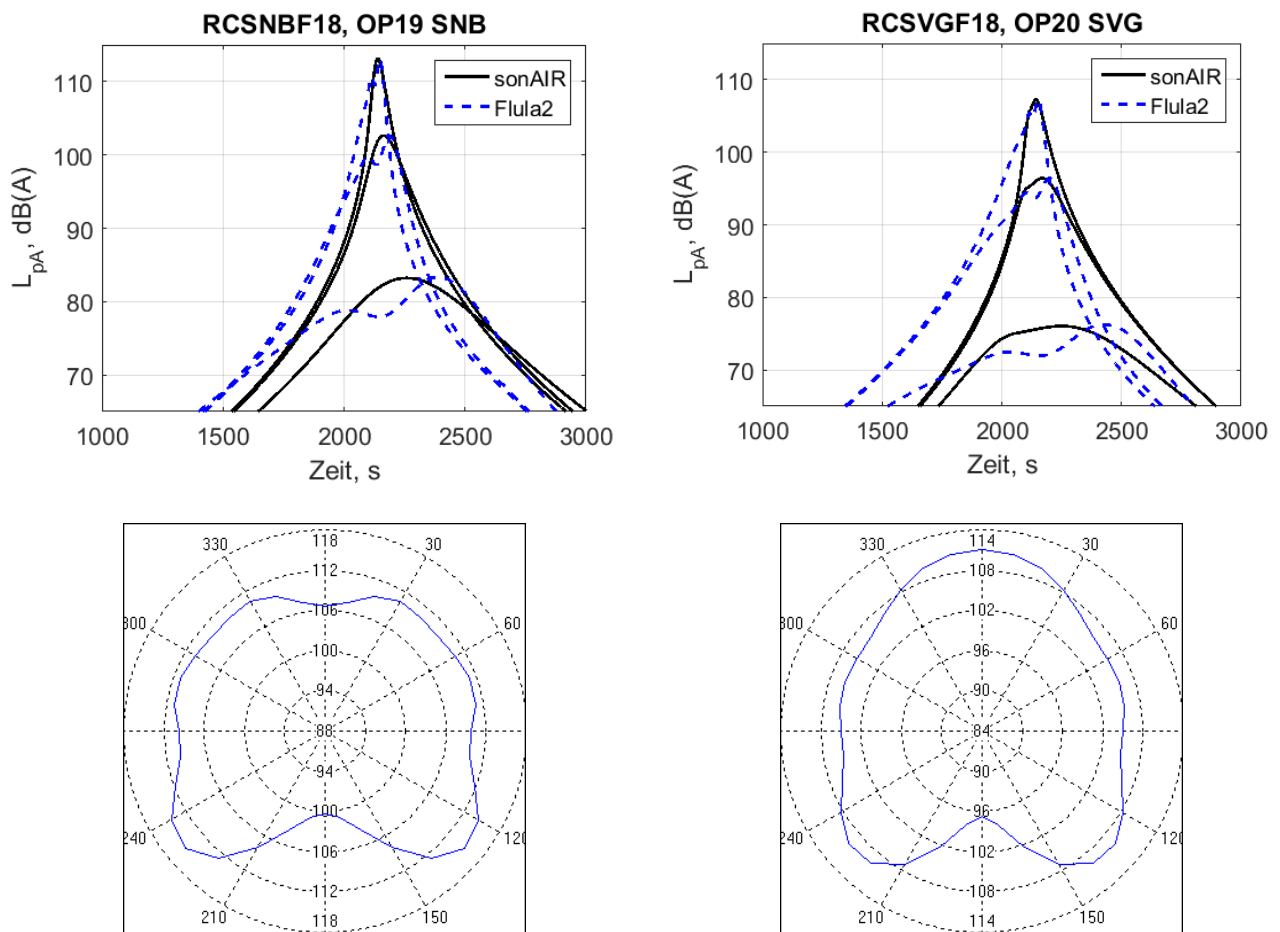 RCSNBF18, OP19 SNB
110
100
90
80
70
L_pA, dB(A)
1000 1500 2000 2500 3000
Zeit, s
sonAIR
Flula2
RCSVGF18, OP20 SVG
110
100
90
80
70
L_pA, dB(A)
1000 1500 2000 2500 3000
Zeit, s
sonAIR
Flula2
330 118 30
112
300 106 60
100
94
88
94
240 100 120
106
112
210 118 150
330 114 30
108
300 102 60
96
90
84
90
240 96 120
102
108
210 114 150